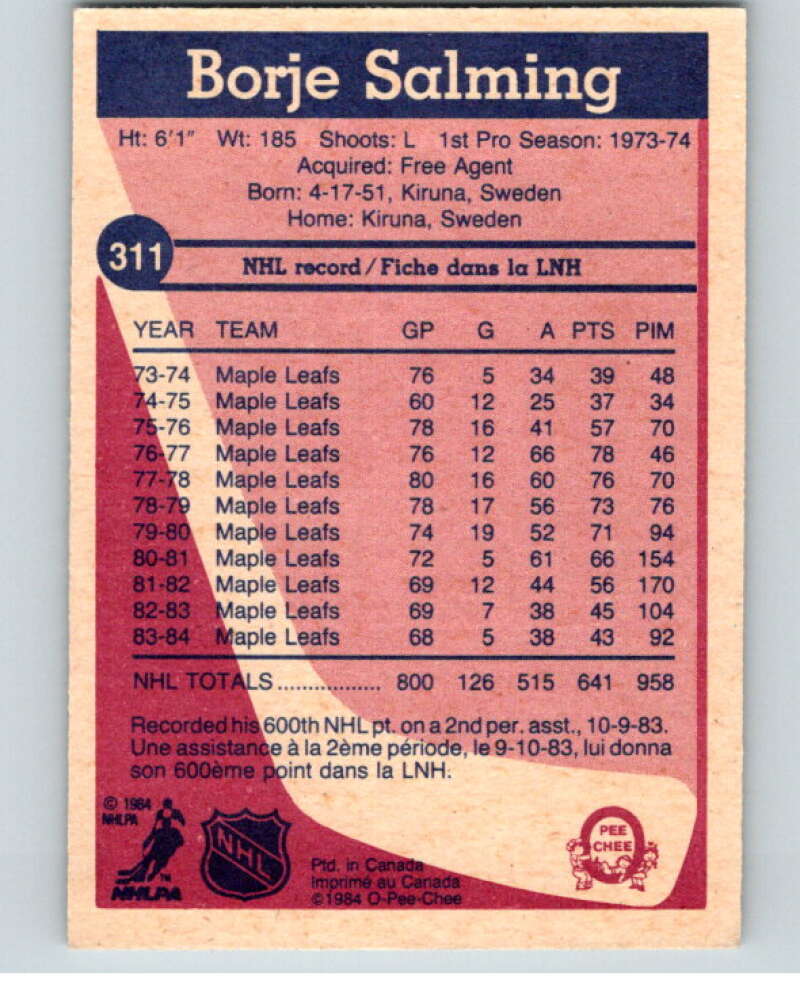 Borje Salming
Ht: 6'1" Wt: 185 Shoots: L 1st Pro Season: 1973-74
Acquired: Free Agent
Born: 4-17-51, Kiruna, Sweden
Home: Kiruna, Sweden
311
NHL record/Fiche dans la LNH
YEAR TEAM GP G A PTS PIM
73-74 Maple Leafs 76 5 34 39 48
74-75 Maple Leafs 60 12 25 37 34
75-76 Maple Leafs 78 16 41 57 70
76-77 Maple Leafs 76 12 66 78 46
77-78 Maple Leafs 80 16 60 76 70
78-79 Maple Leafs 78 17 56 73 76
79-80 Maple Leafs 74 19 52 71 94
80-81 Maple Leafs 72 5 61 66 154
81-82 Maple Leafs 69 12 44 56 170
82-83 Maple Leafs 69 7 38 45 104
83-84 Maple Leafs 68 5 38 43 92
NHL TOTALS................ 800 126 515 641 958
Recorded his 600th NHL pt. on a 2nd per. asst., 10-9-83.
Une assistance à la 2ème période, le 9-10-83, lui donna
son 600ème point dans la LNH.
© 1984
NHLPA
TM
NHLPA
NHL
Ptd. in Canada
Imprimé au Canada
©1984 O-Pee-Chee
PEE
CHEE